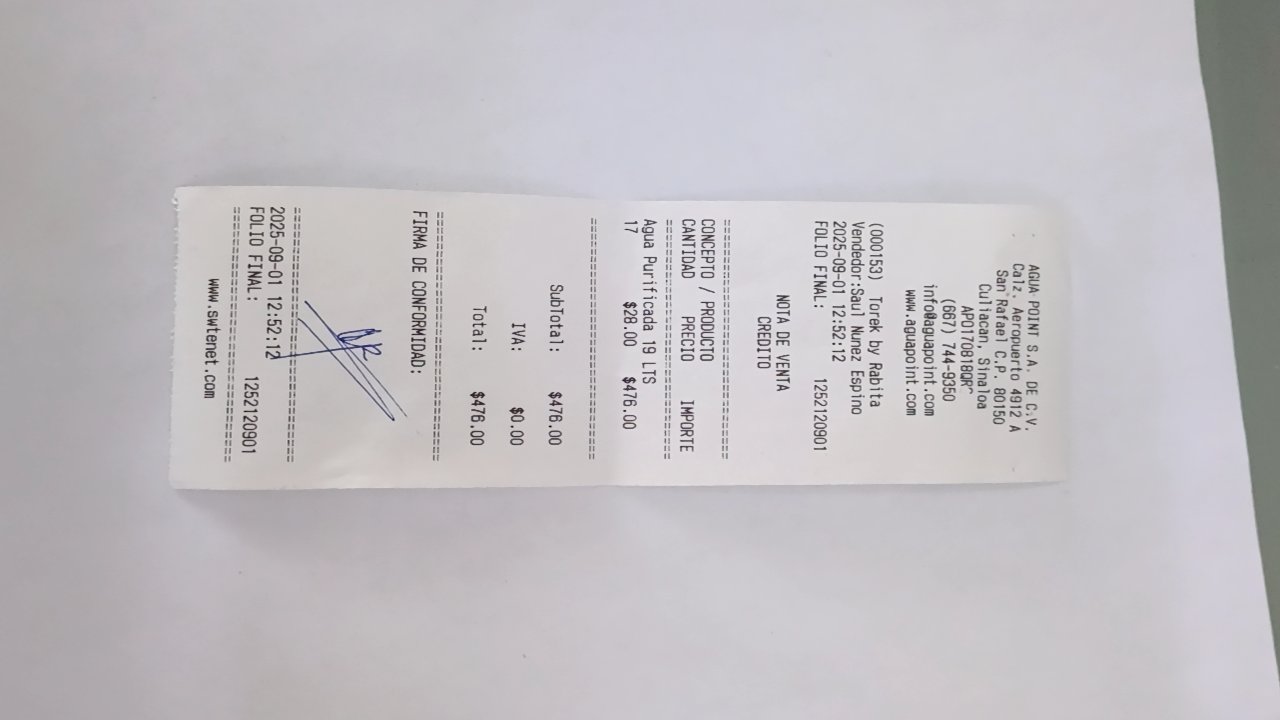 AGUA POINT S.A. DE C.V.
Calz. Aeropuerto 4912 A
San Rafael C.P. 80150
Culiacan, Sinaloa
APO170818QR^
(667) 744-9350
info@aguapoint.com
www.aguapoint.com
(000153) Torek by Rabita
Vendedor:Saul Nunez Espino
2025-09-01 12:52:12
FOLIO FINAL: 1252120901
NOTA DE VENTA
CREDITO
==============================
CONCEPTO / PRODUCTO
CANTIDAD PRECIO IMPORTE
==============================
Agua Purificada 19 LTS
17 $28.00 $476.00
==============================
SubTotal: $476.00
IVA: $0.00
Total: $476.00
==============================
FIRMA DE CONFORMIDAD:
==============================
2025-09-01 12:52:12
FOLIO FINAL: 1252120901
==============================
www.swtenet.com